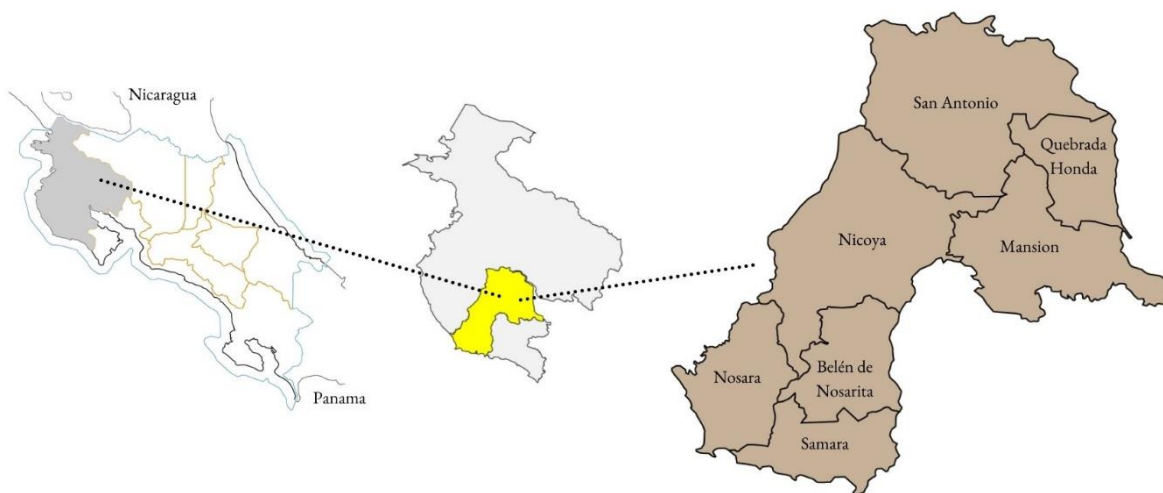 Nicaragua
Panama
San Antonio
Quebrada
Honda
Nicoya
Mansion
Nosara
Belén de
Nosarita
Samara